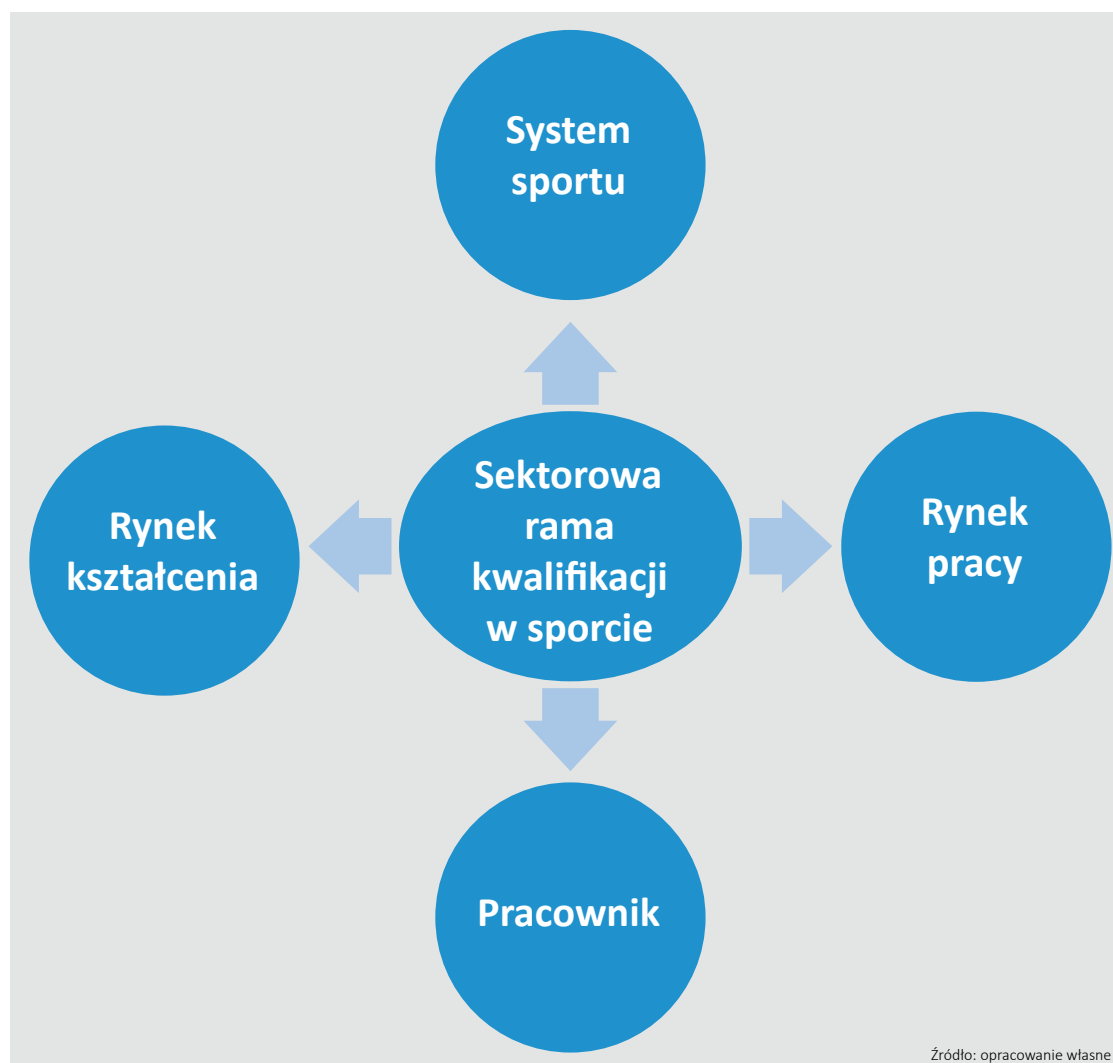 System
sportu
Sektorowa
rama
kwalifikacji
w sporcie
Rynek
kształcenia
Rynek
pracy
Pracownik
Źródło: opracowanie własne